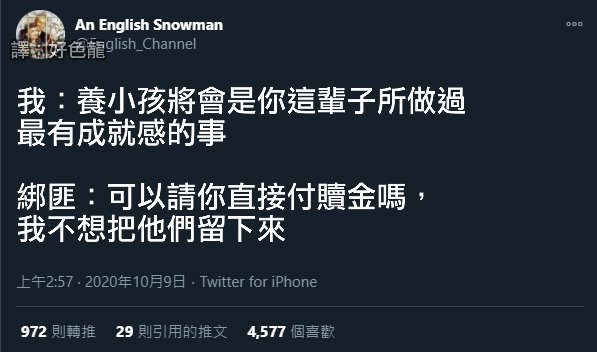 An English Snowman
@English_Channel
譯:好色龍
我：養小孩將會是你這輩子所做過
最有成就感的事
綁匪：可以請你直接付贖金嗎，
我不想把他們留下來
上午2:57 · 2020年10月9日 · Twitter for iPhone
972 則轉推 29 則引用的推文 4,577 個喜歡